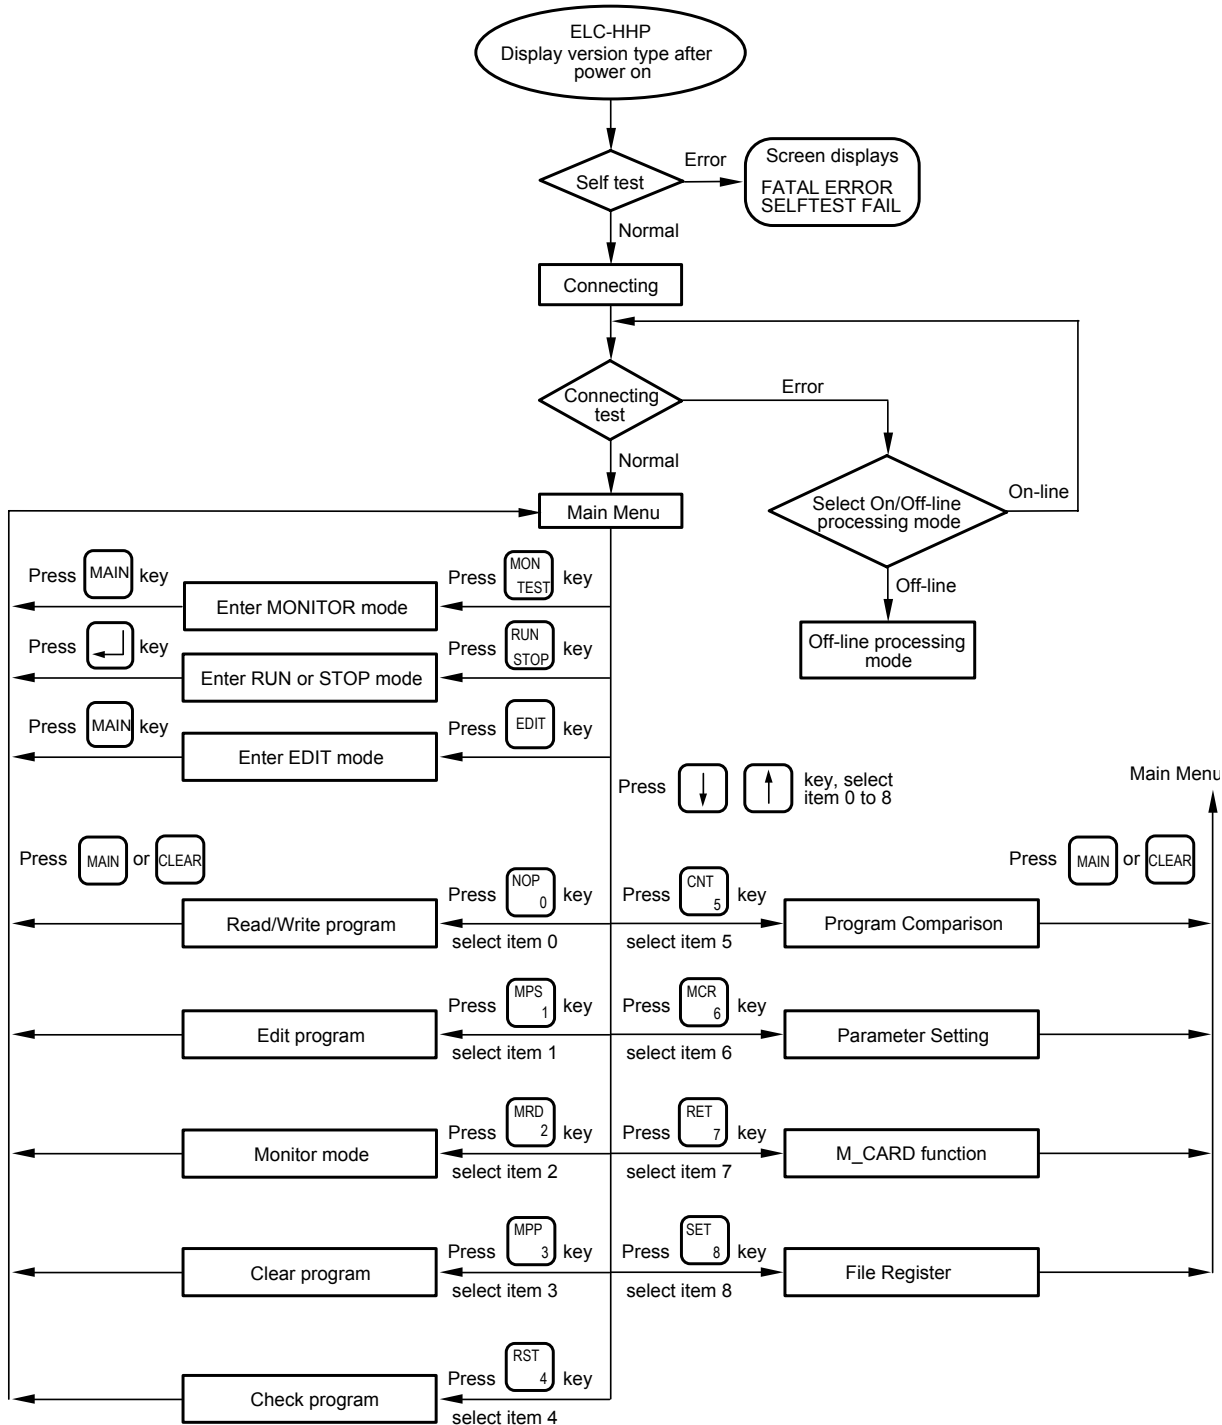 ELC-HHP
Display version type after
power on
Self test
Error
Screen displays
FATAL ERROR
SELFTEST FAIL
Normal
Connecting
Connecting
test
Error
Normal
Select On/Off-line
processing mode
On-line
Off-line
Off-line processing
mode
Main Menu
Press MAIN key
Enter MONITOR mode
Press MON TEST key
Press key
Enter RUN or STOP mode
Press RUN STOP key
Press MAIN key
Enter EDIT mode
Press EDIT key
Press key, select
item 0 to 8
Main Menu
Press MAIN or CLEAR
Press MAIN or CLEAR
Read/Write program
Press NOP 0 key
select item 0
Press CNT 5 key
select item 5
Program Comparison
Edit program
Press MPS 1 key
select item 1
Press MCR 6 key
select item 6
Parameter Setting
Monitor mode
Press MRD 2 key
select item 2
Press RET 7 key
select item 7
M_CARD function
Clear program
Press MPP 3 key
select item 3
Press SET 8 key
select item 8
File Register
Check program
Press RST 4 key
select item 4